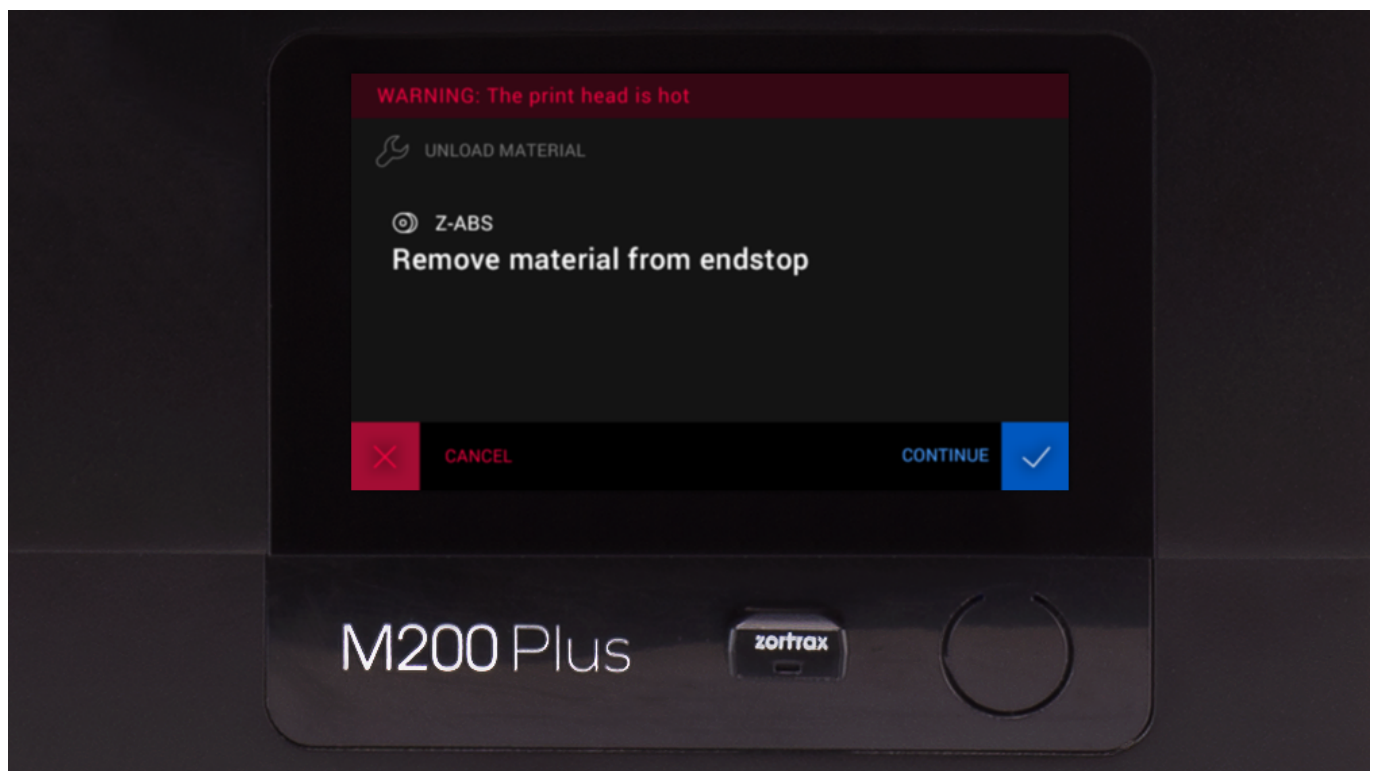 WARNING: The print head is hot
UNLOAD MATERIAL
Z-ABS
Remove material from endstop
CANCEL
CONTINUE
M200 Plus
zortrax